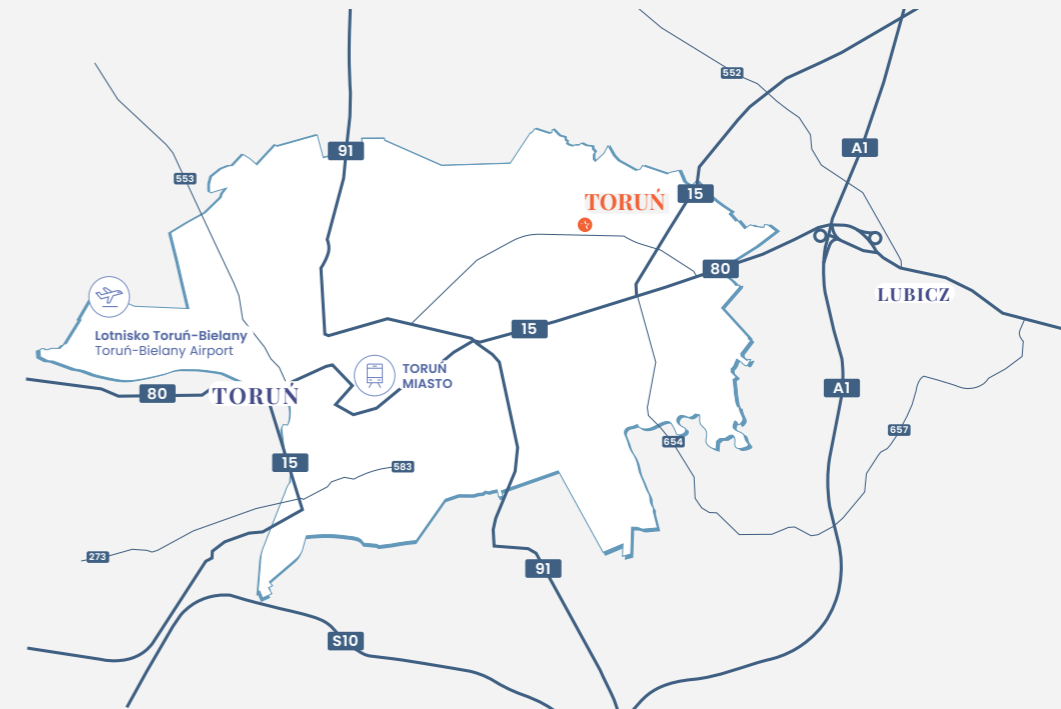 552
A1
91
553
15
TORUŃ
80
LUBICZ
15
Lotnisko Toruń-Bielany
Toruń-Bielany Airport
TORUŃ
MIASTO
80
TORUŃ
A1
657
654
15
583
273
91
S10